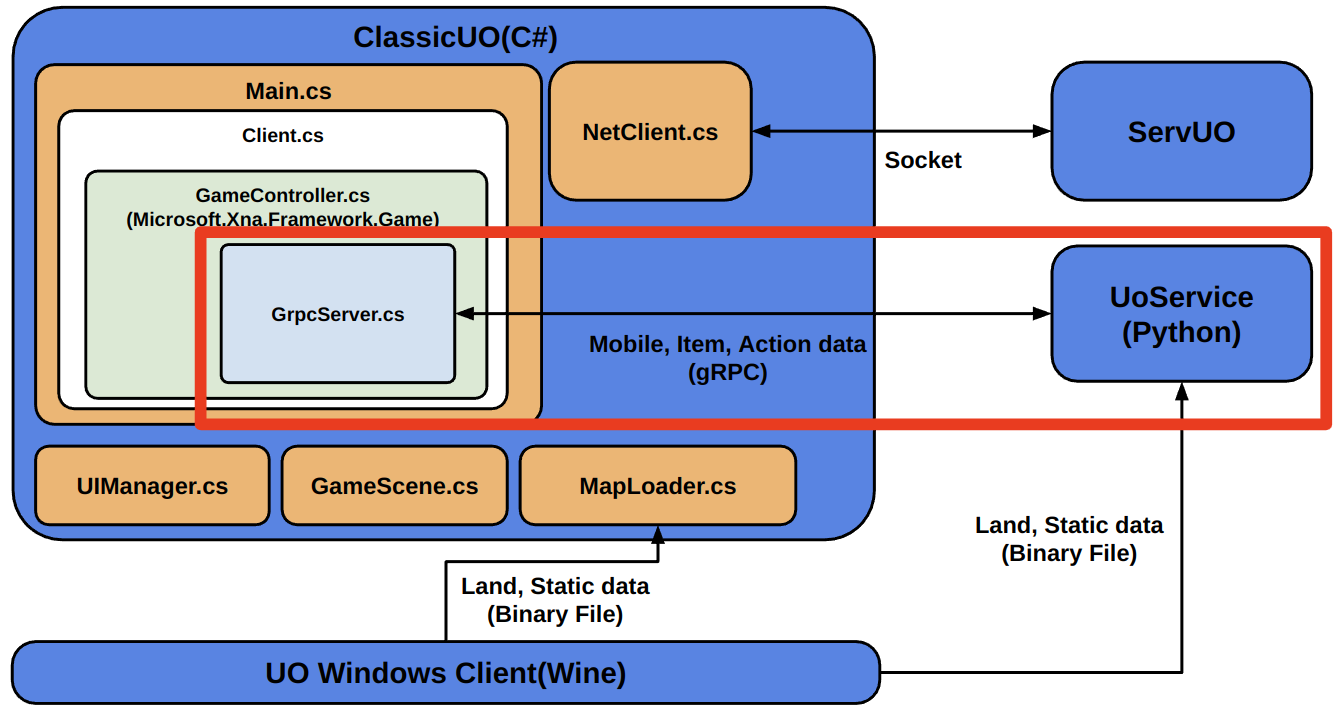 ClassicUO(C#)
Main.cs
Client.cs
GameController.cs
(Microsoft.Xna.Framework.Game)
GrpcServer.cs
NetClient.cs
Socket
ServUO
Mobile, Item, Action data
(gRPC)
UoService
(Python)
UIManager.cs
GameScene.cs
MapLoader.cs
Land, Static data
(Binary File)
Land, Static data
(Binary File)
UO Windows Client(Wine)